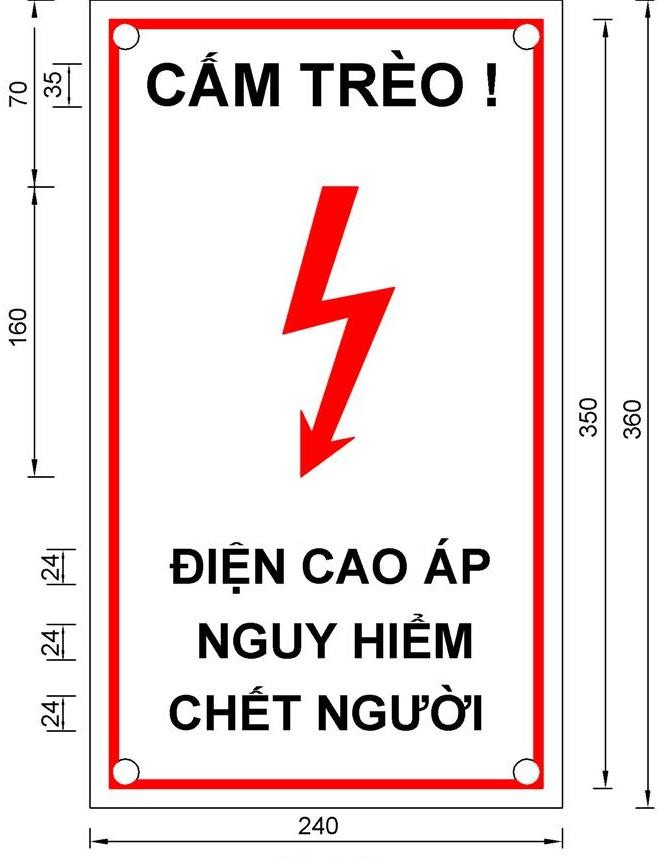 CẤM TRÈO !
70
35
160
350
360
24
ĐIỆN CAO ÁP
24
NGUY HIỂM
24
CHẾT NGƯỜI
240